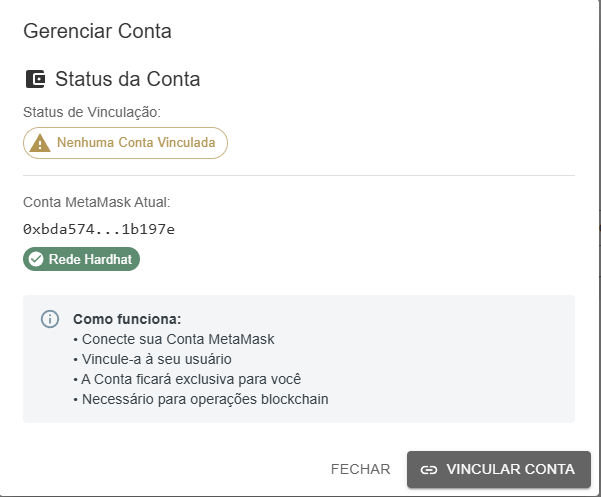 Gerenciar Conta
Status da Conta
Status de Vinculação:
Nenhuma Conta Vinculada
Conta MetaMask Atual:
0xbda574...1b197e
Rede Hardhat
Como funciona:
• Conecte sua Conta MetaMask
• Vincule-a à seu usuário
• A Conta ficará exclusiva para você
• Necessário para operações blockchain
FECHAR
VINCULAR CONTA